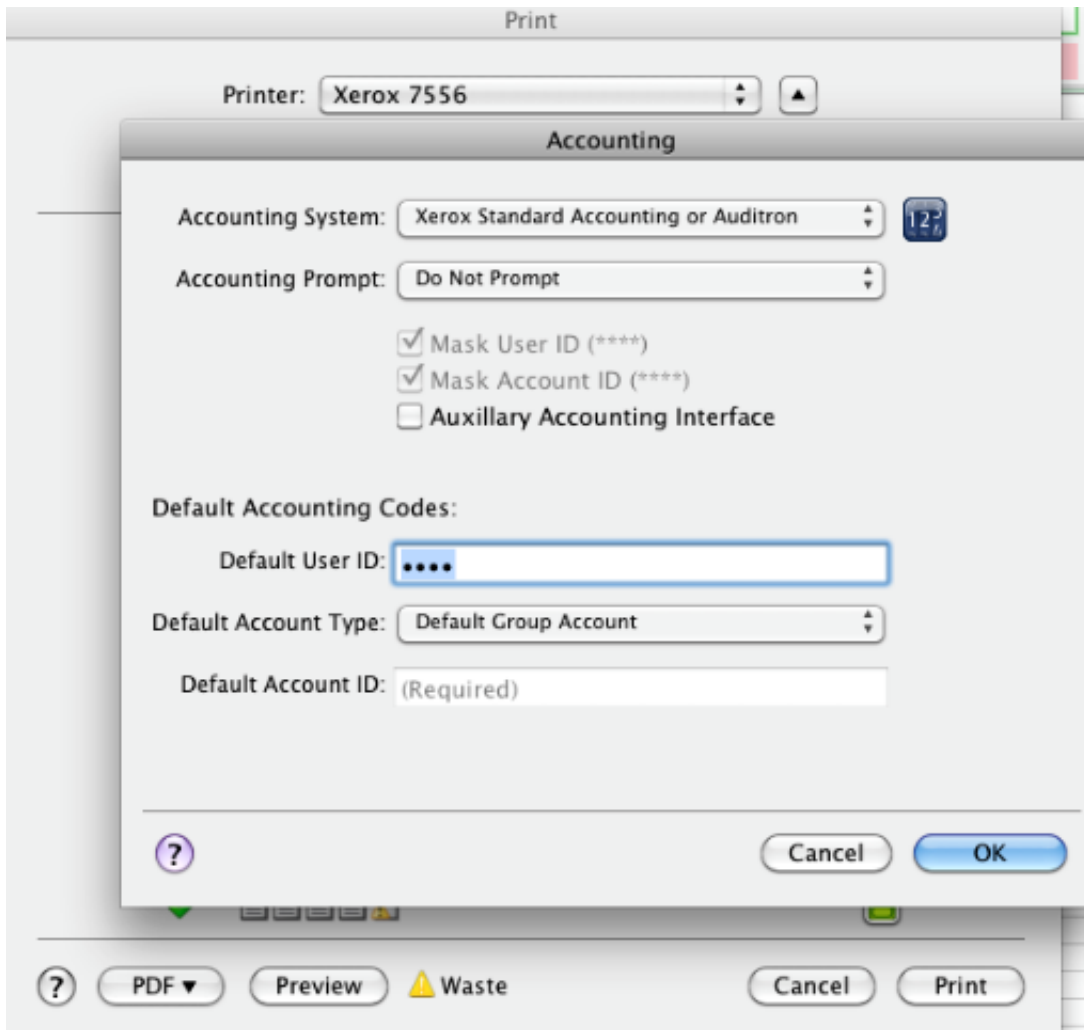 Print
Printer: Xerox 7556
Accounting
Accounting System: Xerox Standard Accounting or Auditron
Accounting Prompt: Do Not Prompt
Mask User ID (****)
Mask Account ID (****)
Auxillary Accounting Interface
Default Accounting Codes:
Default User ID: ••••
Default Account Type: Default Group Account
Default Account ID: (Required)
? Cancel OK
? PDF ▼ Preview Waste Cancel Print